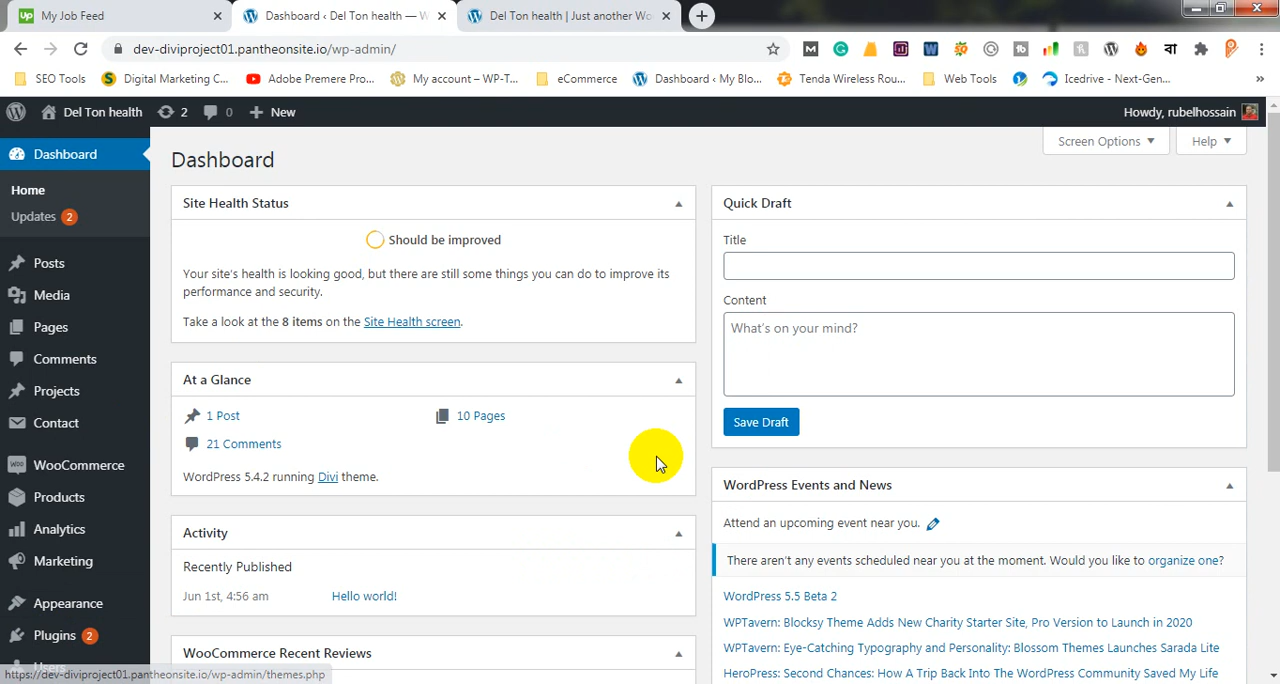 My Job Feed
Dashboard ‹ Del Ton health — W
Del Ton health | Just another Wo
dev-diviproject01.pantheonsite.io/wp-admin/
SEO Tools
Digital Marketing C...
Adobe Premere Pro...
My account – WP-T...
eCommerce
Dashboard ‹ My Blo...
Tenda Wireless Rou...
Web Tools
Icedrive - Next-Gen...
»
Del Ton health
2
0
New
Howdy, rubelhossain
Dashboard
Home
Updates 2
Posts
Media
Pages
Comments
Projects
Contact
WooCommerce
Products
Analytics
Marketing
Appearance
Plugins 2
Users
https://dev-diviproject01.pantheonsite.io/wp-admin/themes.php
Dashboard
Screen Options
Help
Site Health Status
Should be improved
Your site's health is looking good, but there are still some things you can do to improve its
performance and security.
Take a look at the 8 items on the Site Health screen.
At a Glance
1 Post
10 Pages
21 Comments
WordPress 5.4.2 running Divi theme.
Activity
Recently Published
Jun 1st, 4:56 am
Hello world!
WooCommerce Recent Reviews
Quick Draft
Title
Content
What's on your mind?
Save Draft
WordPress Events and News
Attend an upcoming event near you.
There aren't any events scheduled near you at the moment. Would you like to organize one?
WordPress 5.5 Beta 2
WPTavern: Blocksy Theme Adds New Charity Starter Site, Pro Version to Launch in 2020
WPTavern: Eye-Catching Typography and Personality: Blossom Themes Launches Sarada Lite
HeroPress: Second Chances: How A Trip Back Into The WordPress Community Saved My Life